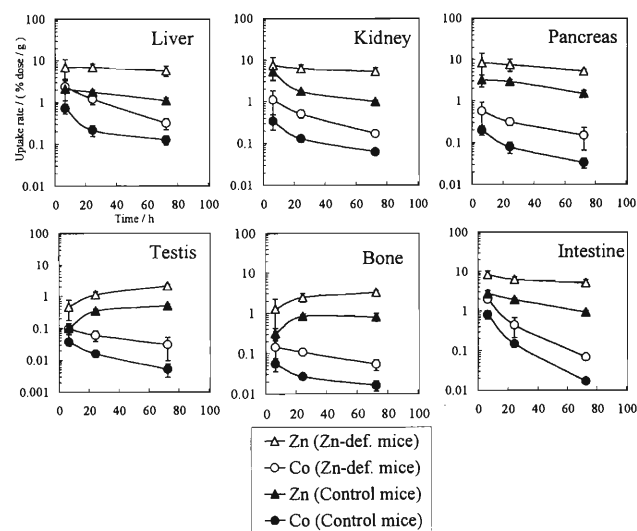 Liver
Kidney
Pancreas
Uptake rate / ( % dose / g )
100
10
1
0.1
0.01
0 20 40 60 80 100
Time / h
100
10
1
0.1
0.01
0 20 40 60 80 100
100
10
1
0.1
0.01
0 20 40 60 80 100
Testis
Bone
Intestine
100
10
1
0.1
0.01
0.001
0 20 40 60 80 100
100
10
1
0.1
0.01
0 20 40 60 80 100
100
10
1
0.1
0.01
0 20 40 60 80 100
Zn (Zn-def. mice)
Co (Zn-def. mice)
Zn (Control mice)
Co (Control mice)